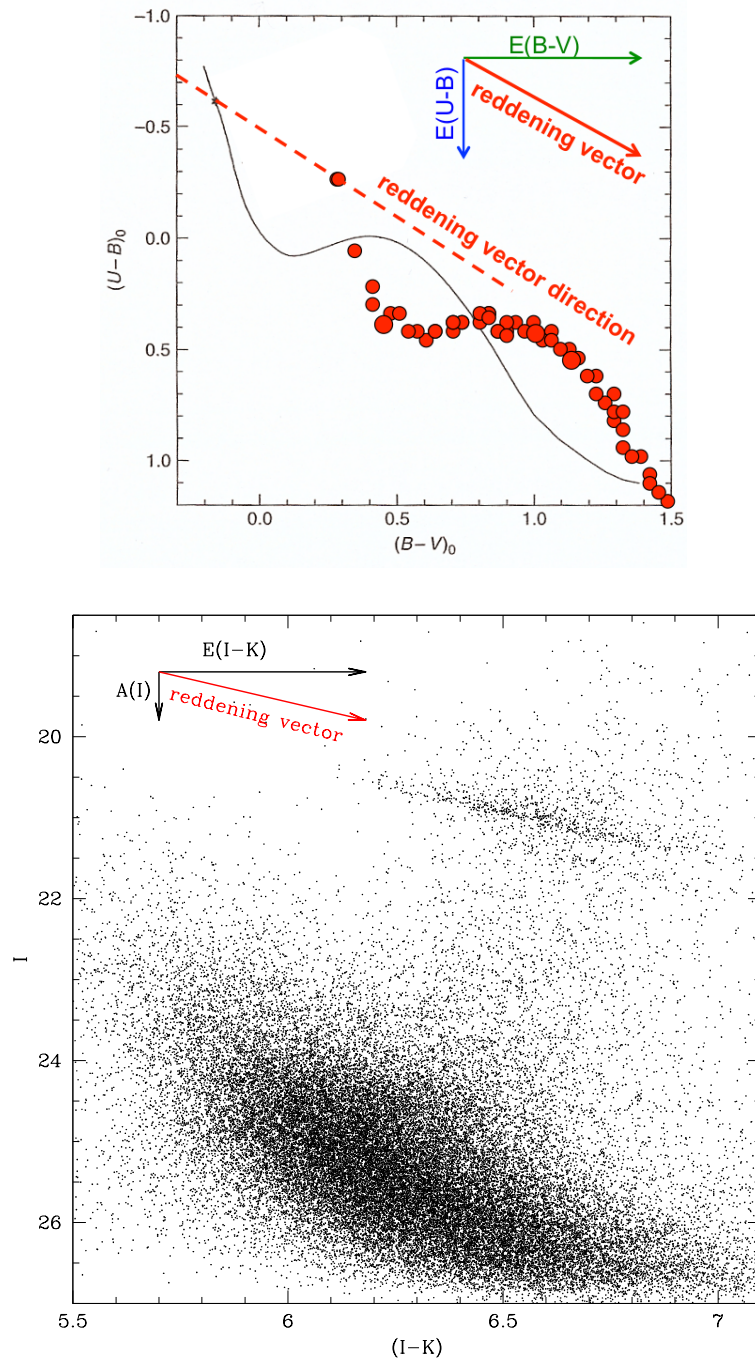 -1.0
E(B-V)
E(U-B)
reddening vector
-0.5
reddening vector direction
0.0
(U-B)₀
0.5
1.0
0.0 0.5 1.0 1.5
(B-V)₀
E(I-K)
A(I)
reddening vector
20
22
I
24
26
5.5 6 6.5 7
(I-K)